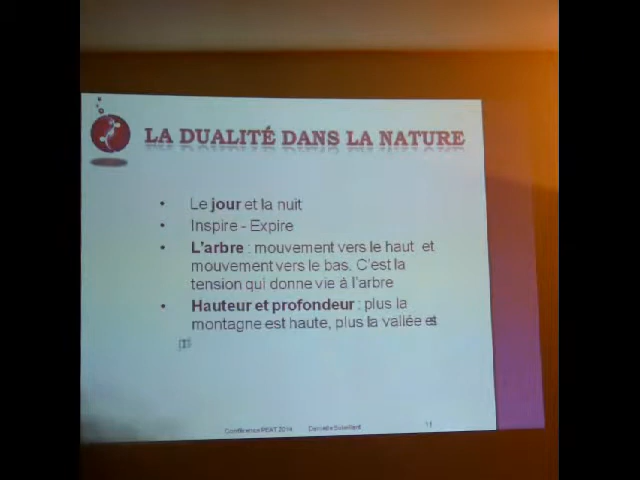 LA DUALITÉ DANS LA NATURE
• Le jour et la nuit
• Inspire - Expire
• L'arbre : mouvement vers le haut et
mouvement vers le bas. C'est la
tension qui donne vie à l'arbre
• Hauteur et profondeur : plus la
montagne est haute, plus la vallée est
Conférence PEAT 2014
11